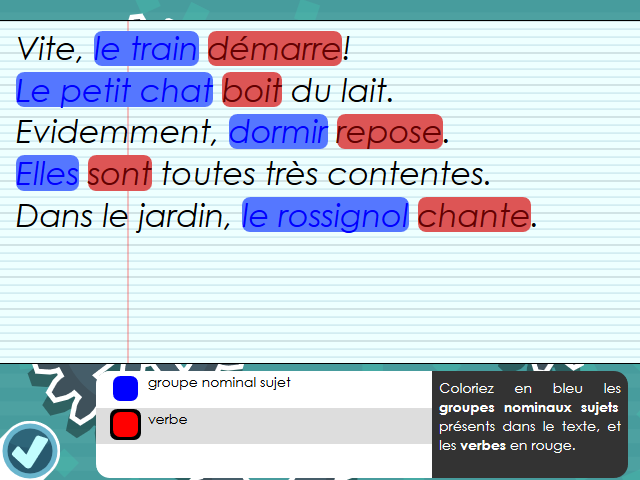 Vite, le train démarre!
Le petit chat boit du lait.
Evidemment, dormir repose.
Elles sont toutes très contentes.
Dans le jardin, le rossignol chante.
groupe nominal sujet
verbe
Coloriez en bleu les
groupes nominaux sujets
présents dans le texte, et
les verbes en rouge.